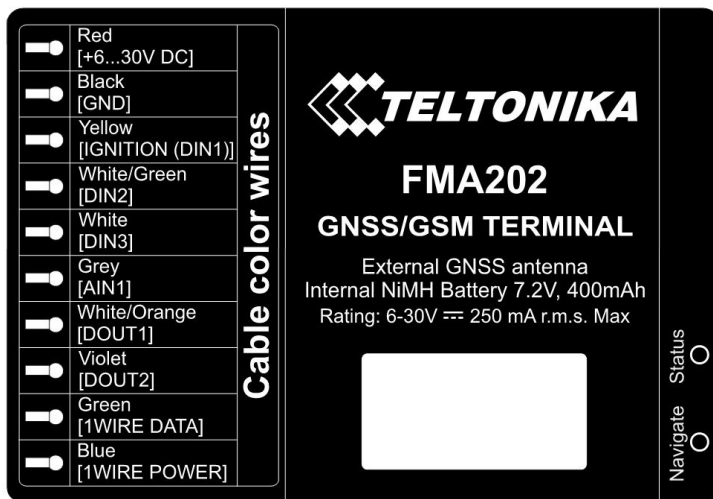 Red
[+6...30V DC]
Black
[GND]
Yellow
[IGNITION (DIN1)]
White/Green
[DIN2]
White
[DIN3]
Grey
[AIN1]
White/Orange
[DOUT1]
Violet
[DOUT2]
Green
[1WIRE DATA]
Blue
[1WIRE POWER]
Cable color wires
TELTONIKA
FMA202
GNSS/GSM TERMINAL
External GNSS antenna
Internal NiMH Battery 7.2V, 400mAh
Rating: 6-30V ⎓ 250 mA r.m.s. Max
Status
Navigate